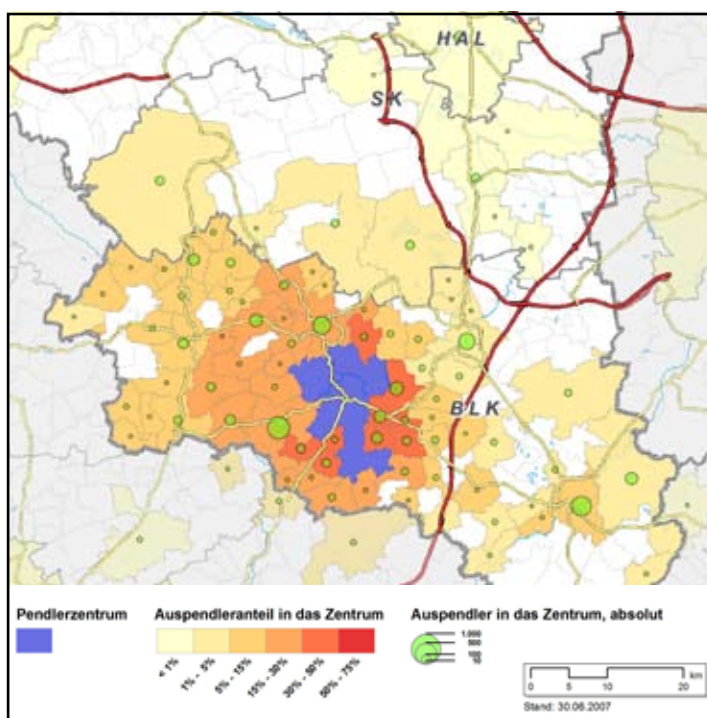 HAL
SK
BLK
Pendlerzentrum
Auspendleranteil in das Zentrum
< 1%
1% - 5%
5% - 15%
15% - 30%
30% - 50%
50% - 75%
Auspendler in das Zentrum, absolut
1.000
500
100
km
0 5 10 20
Stand: 30.06.2007